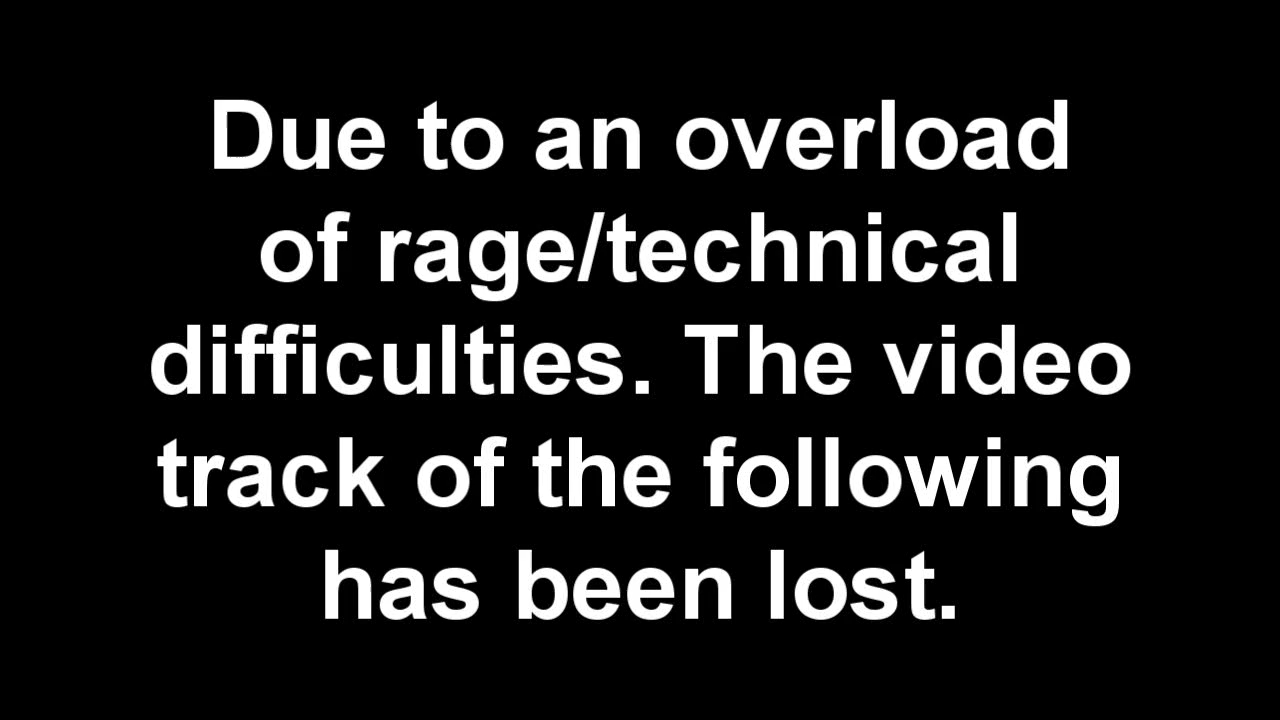 Due to an overload
of rage/technical
difficulties. The video
track of the following
has been lost.